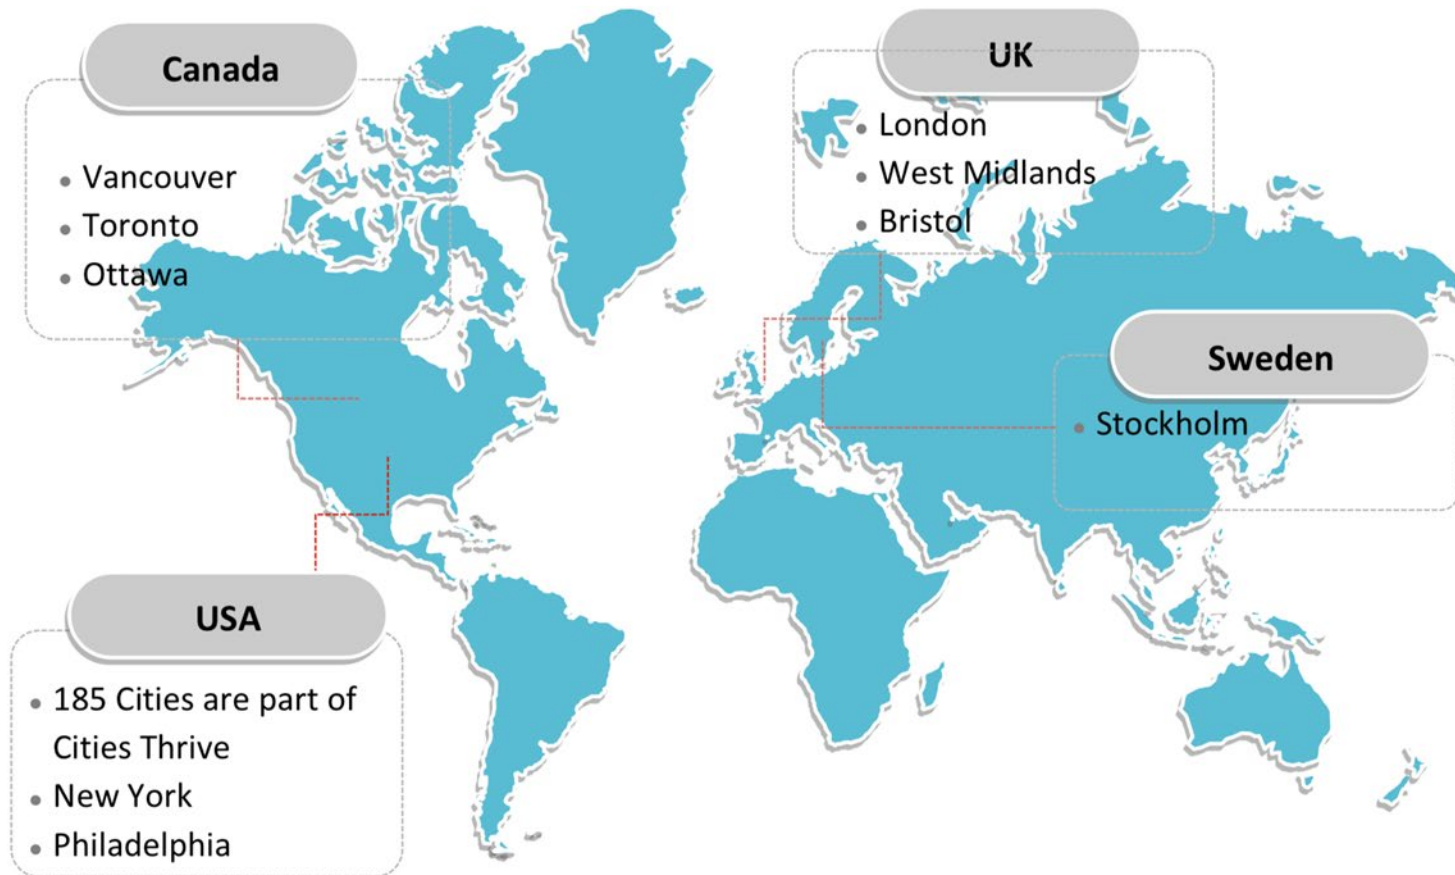 Canada
• Vancouver
• Toronto
• Ottawa
UK
• London
• West Midlands
• Bristol
Sweden
• Stockholm
USA
• 185 Cities are part of
Cities Thrive
• New York
• Philadelphia